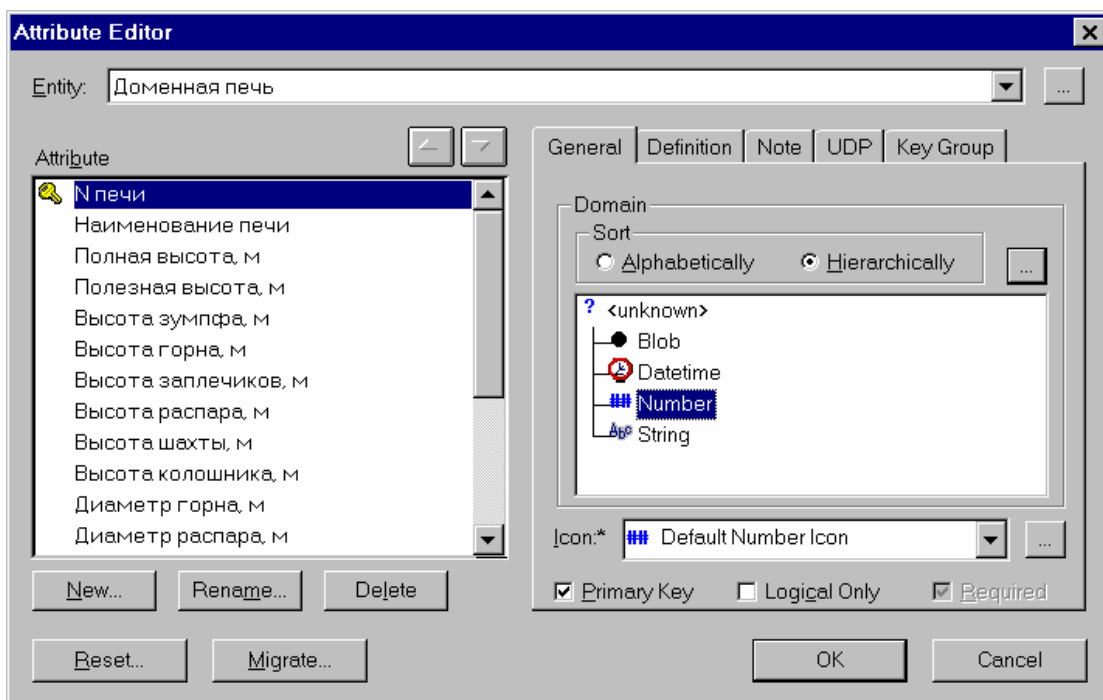 Attribute Editor
Entity: Доменная печь ...
Attribute
N печи
Наименование печи
Полная высота, м
Полезная высота, м
Высота зумпфа, м
Высота горна, м
Высота заплечиков, м
Высота распара, м
Высота шахты, м
Высота колошника, м
Диаметр горна, м
Диаметр распара, м
New... Rename... Delete
Reset... Migrate...
General Definition Note UDP Key Group
Domain
Sort
Alphabetically Hierarchically ...
? <unknown>
Blob
Datetime
## Number
Abc String
Icon:* ## Default Number Icon ...
Primary Key Logical Only Required
OK Cancel